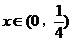 x∈(0, 1/4)